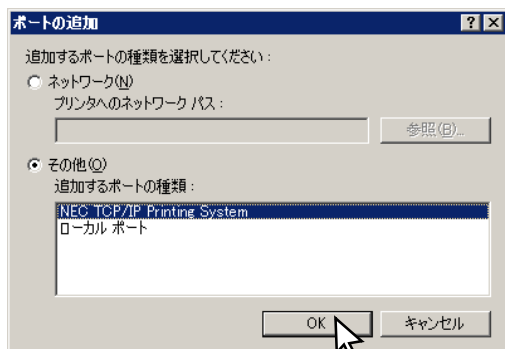 ポートの追加
追加するポートの種類を選択してください :
ネットワーク(N)
プリンタへのネットワーク パス :
参照(B)...
その他(O)
追加するポートの種類 :
NEC TCP/IP Printing System
ローカル ポート
OK
キャンセル